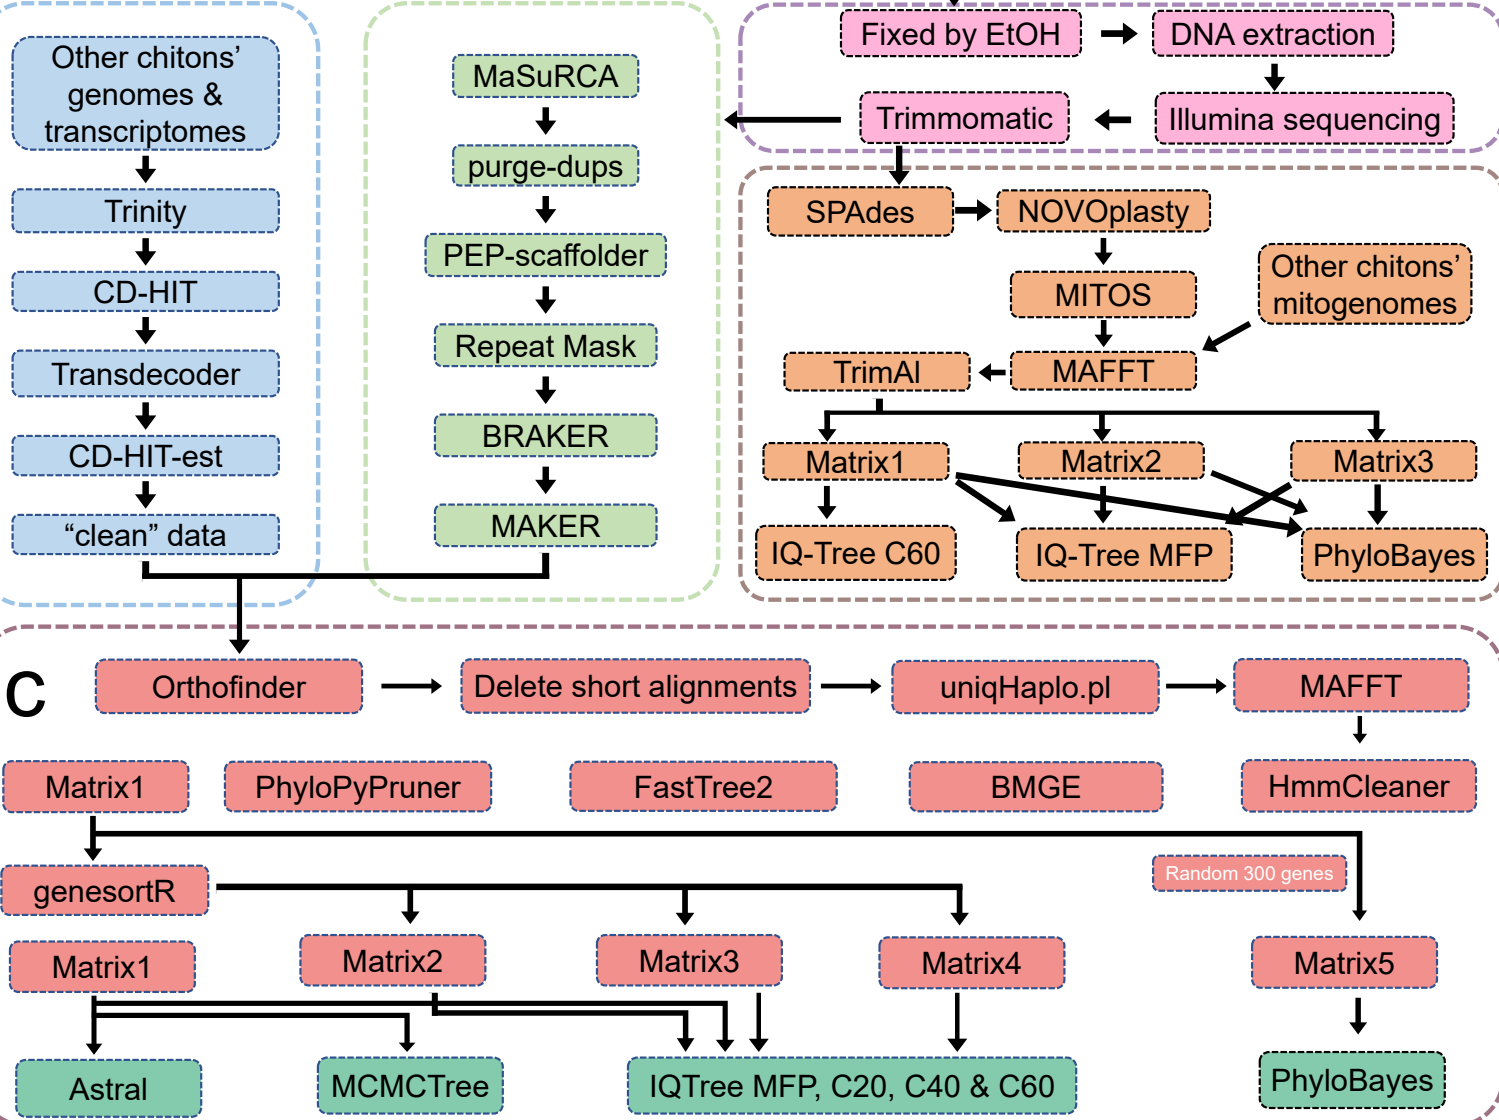 Other chitons’
genomes &
transcriptomes
Trinity
CD-HIT
Transdecoder
CD-HIT-est
“clean” data
MaSuRCA
purge-dups
PEP-scaffolder
Repeat Mask
BRAKER
MAKER
Fixed by EtOH
DNA extraction
Trimmomatic
Illumina sequencing
SPAdes
NOVOplasty
MITOS
Other chitons’
mitogenomes
TrimAl
MAFFT
Matrix1
Matrix2
Matrix3
IQ-Tree C60
IQ-Tree MFP
PhyloBayes
C
Orthofinder
Delete short alignments
uniqHaplo.pl
MAFFT
Matrix1
PhyloPyPruner
FastTree2
BMGE
HmmCleaner
genesortR
Random 300 genes
Matrix1
Matrix2
Matrix3
Matrix4
Matrix5
Astral
MCMCTree
IQTree MFP, C20, C40 & C60
PhyloBayes